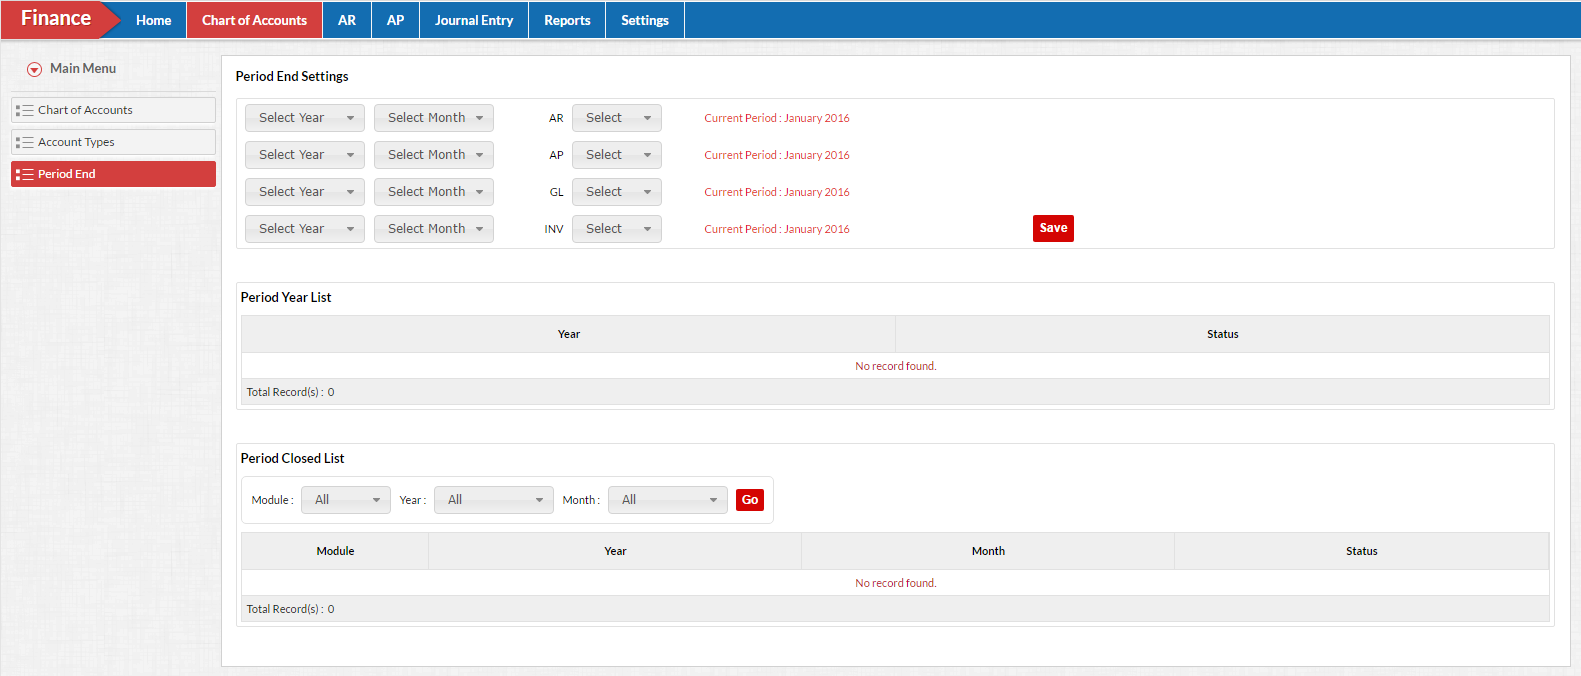 Finance Home Chart of Accounts AR AP Journal Entry Reports Settings
Main Menu
Chart of Accounts
Account Types
Period End
Period End Settings
Select Year Select Month AR Select Current Period : January 2016
Select Year Select Month AP Select Current Period : January 2016
Select Year Select Month GL Select Current Period : January 2016
Select Year Select Month INV Select Current Period : January 2016 Save
Period Year List
Year Status
No record found.
Total Record(s) : 0
Period Closed List
Module : All Year : All Month : All Go
Module Year Month Status
No record found.
Total Record(s) : 0